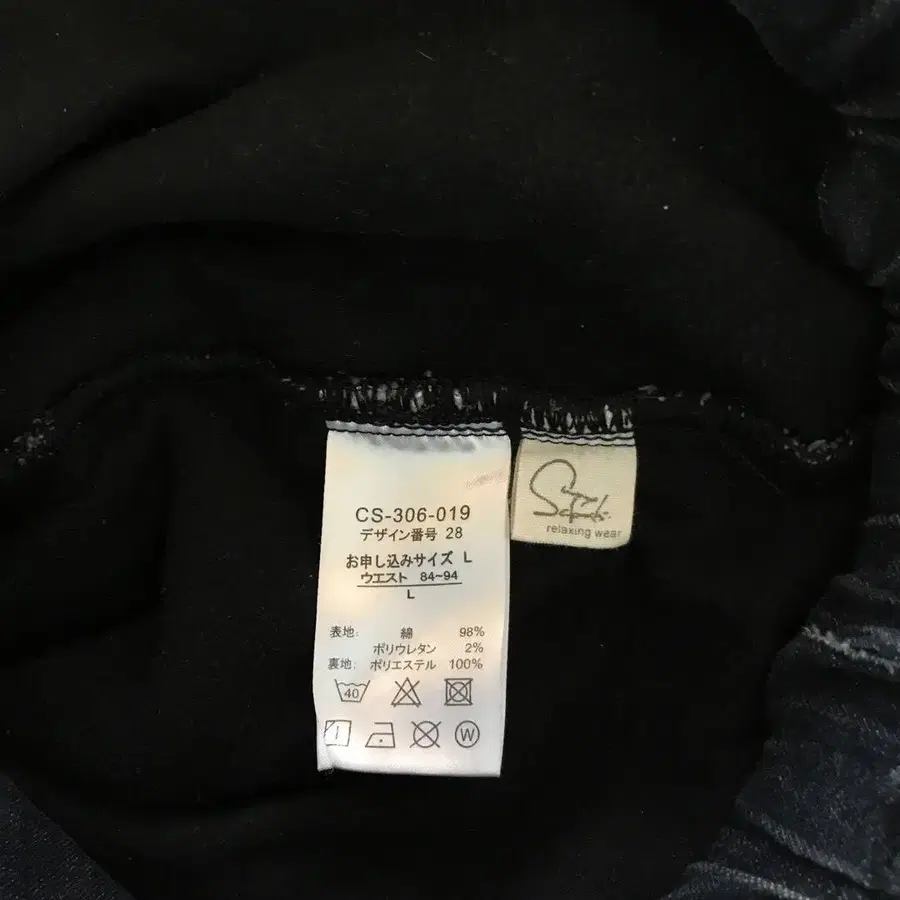 CS-306-019
デザイン番号 28
お申し込みサイズ L
ウエスト 84~94
L
表地: 綿 98%
ポリウレタン 2%
裏地: ポリエステル 100%
40
W
relaxing wear